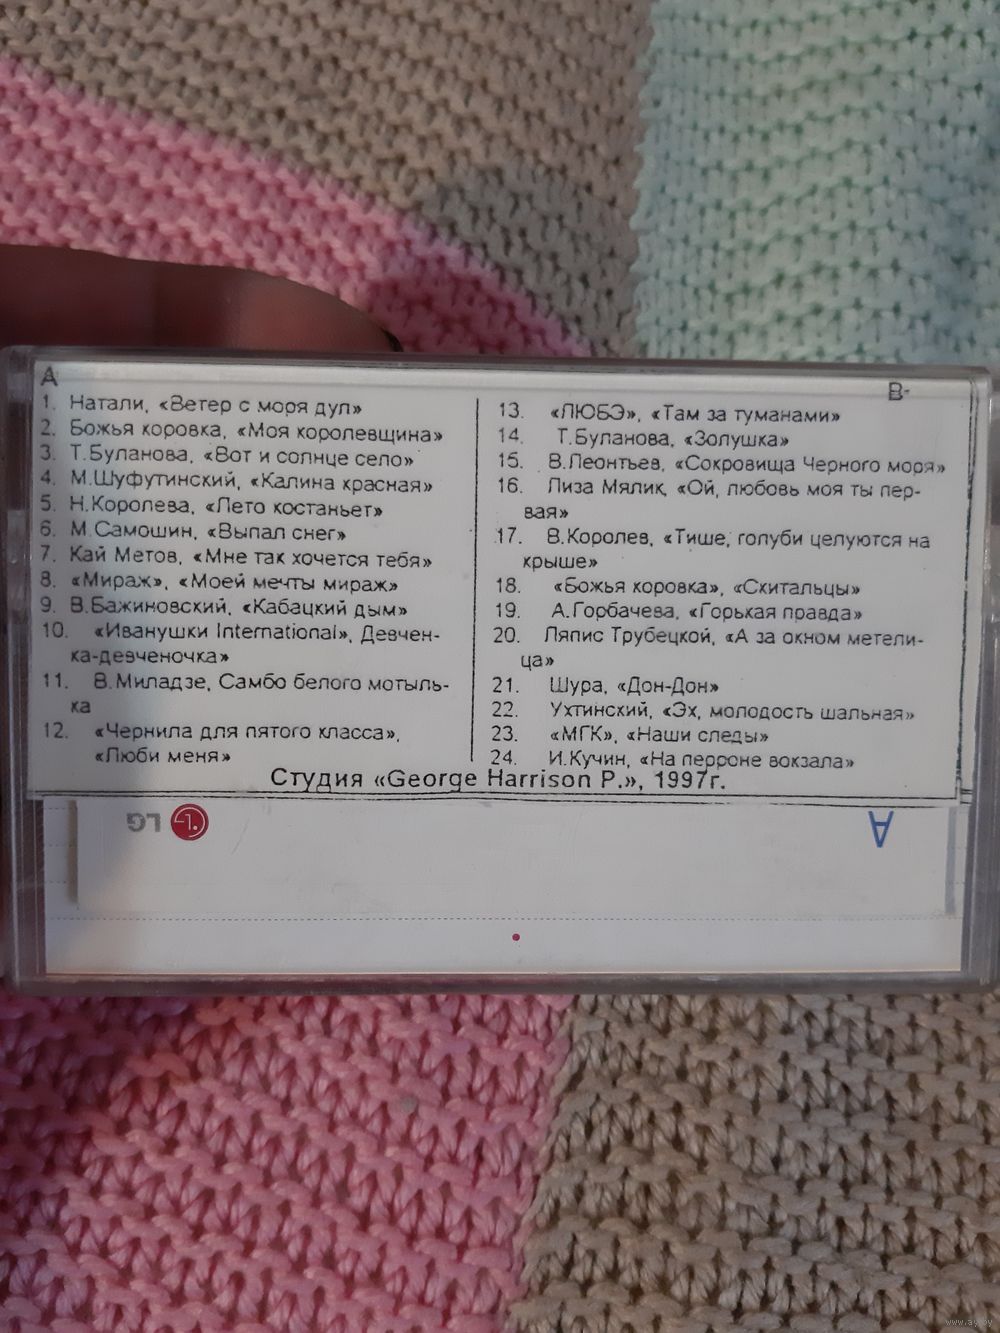 A
1. Натали, «Ветер с моря дул»
2. Божья коровка, «Моя королевщина»
3. Т.Буланова, «Вот и солнце село»
4. М.Шуфутинский, «Калина красная»
5. Н.Королева, «Лето костаньет»
6. М.Самошин, «Выпал снег»
7. Кай Метов, «Мне так хочется тебя»
8. «Мираж», «Моей мечты мираж»
9. В.Бажиновский, «Кабацкий дым»
10. «Иванушки International», Девчен-
ка-девченочка»
11. В.Миладзе, Самбо белого мотыль-
ка
12. «Чернила для пятого класса»,
«Люби меня»
B-
13. «ЛЮБЭ», «Там за туманами»
14. Т.Буланова, «Золушка»
15. В.Леонтьев, «Сокровища Черного моря»
16. Лиза Мялик, «Ой, любовь моя ты пер-
вая»
17. В.Королев, «Тише, голуби целуются на
крыше»
18. «Божья коровка», «Скитальцы»
19. А.Горбачева, «Горькая правда»
20. Ляпис Трубецкой, «А за окном метели-
ца»
21. Шура, «Дон-Дон»
22. Ухтинский, «Эх, молодость шальная»
23. «МГК», «Наши следы»
24. И.Кучин, «На перроне вокзала»
Студия «George Harrison P.», 1997г.
LG
A
www.ay.by